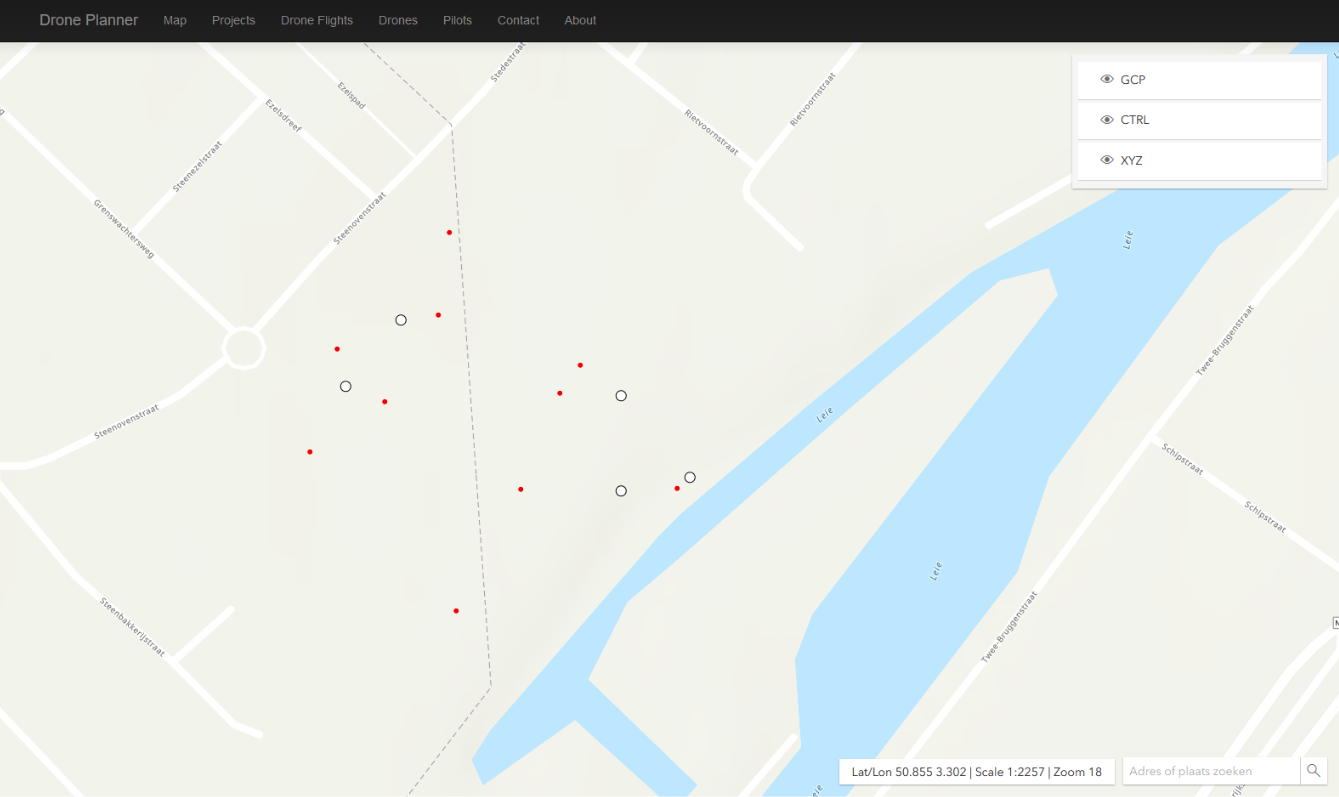 Drone Planner Map Projects Drone Flights Drones Pilots Contact About
GCP
CTRL
XYZ
Stedestraat
Ezelspad
Ezelsdreef
Rietvoornstraat
Rietvoornstraat
Steenezelstraat
Grenswachtersweg
Steenovenstraat
Leie
Twee-Bruggenstraat
Steenovenstraat
Leie
Schipstraat
Schipstraat
Leie
Steenbakkerijstraat
Twee-Bruggenstraat
Lat/Lon 50.855 3.302 | Scale 1:2257 | Zoom 18
Adres of plaats zoeken